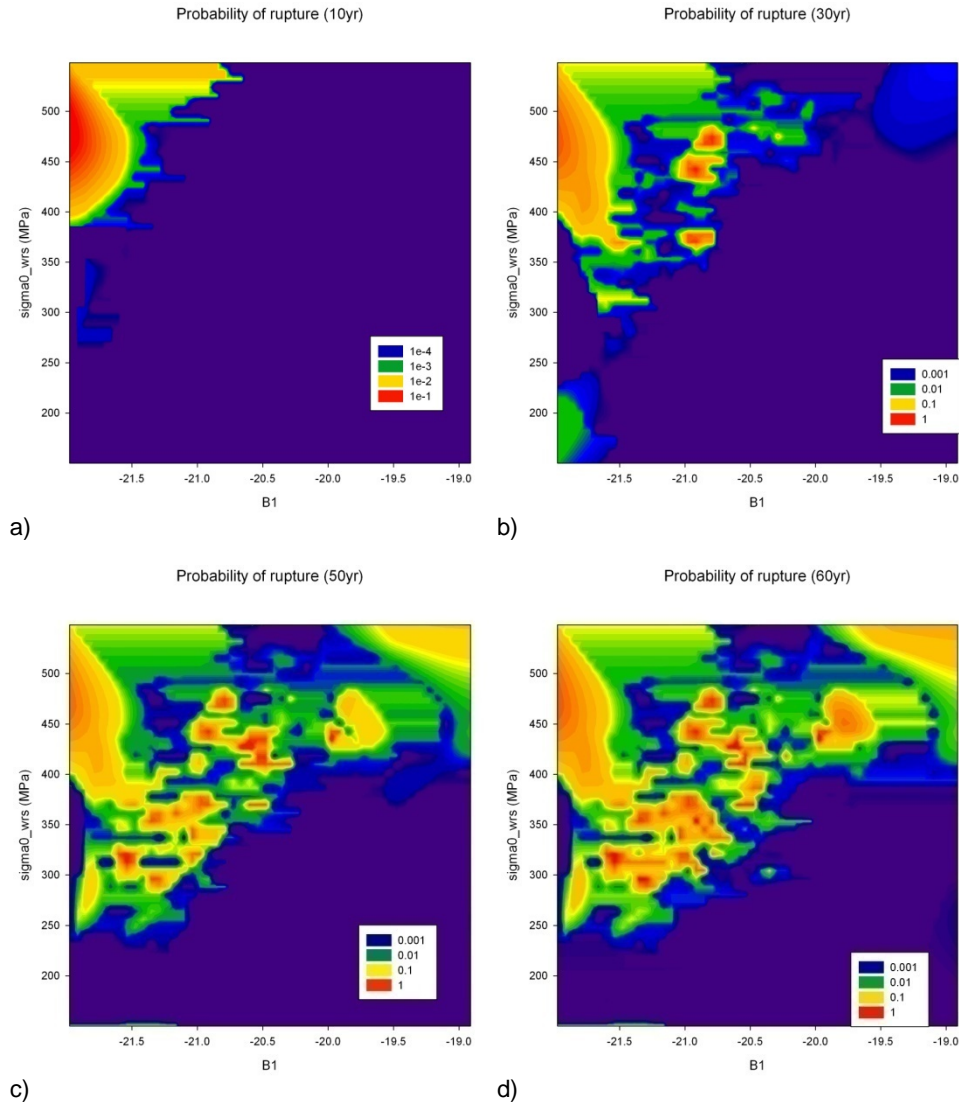 Probability of rupture (10yr)
sigma0_wrs (MPa)
500
450
400
350
300
250
200
1e-4
1e-3
1e-2
1e-1
-21.5 -21.0 -20.5 -20.0 -19.5 -19.0
B1
a)
Probability of rupture (30yr)
sigma0_wrs (MPa)
500
450
400
350
300
250
200
0.001
0.01
0.1
1
-21.5 -21.0 -20.5 -20.0 -19.5 -19.0
B1
b)
Probability of rupture (50yr)
sigma0_wrs (MPa)
500
450
400
350
300
250
200
0.001
0.01
0.1
1
-21.5 -21.0 -20.5 -20.0 -19.5 -19.0
B1
c)
Probability of rupture (60yr)
sigma0_wrs (MPa)
500
450
400
350
300
250
200
0.001
0.01
0.1
1
-21.5 -21.0 -20.5 -20.0 -19.5 -19.0
B1
d)